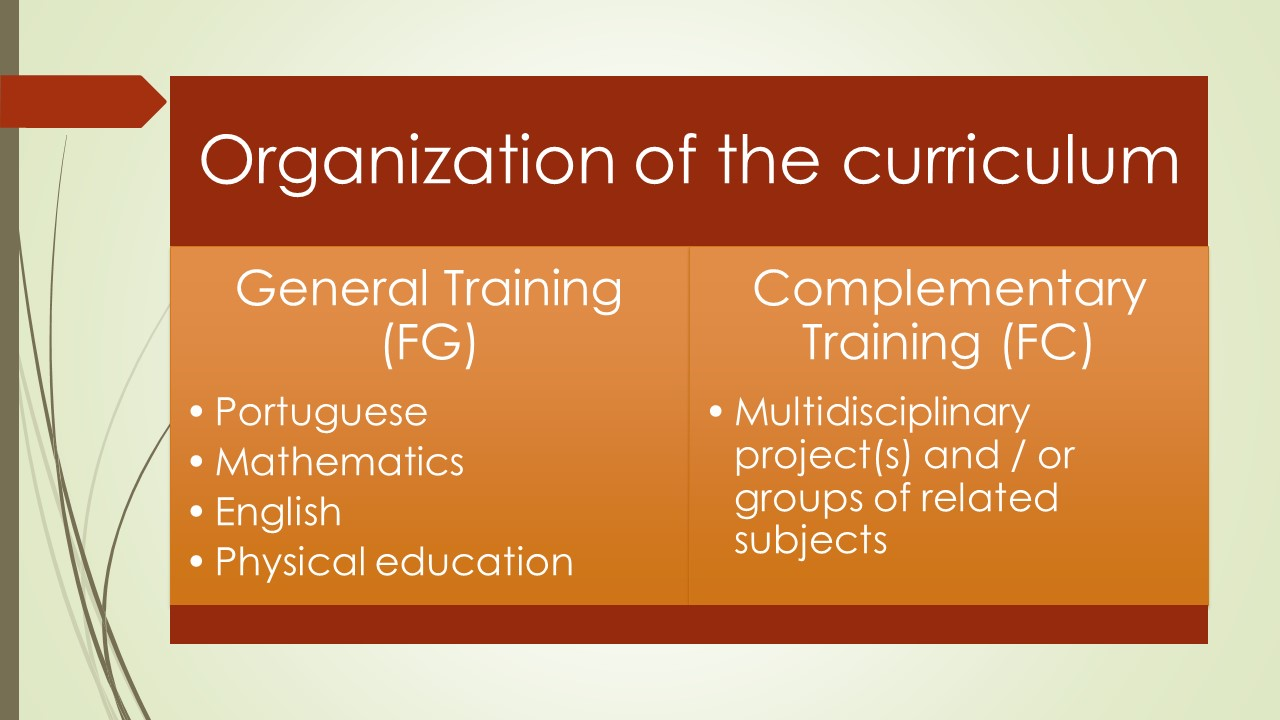 Organization of the curriculum
General Training
(FG)
• Portuguese
• Mathematics
• English
• Physical education
Complementary
Training (FC)
• Multidisciplinary
project(s) and / or
groups of related
subjects